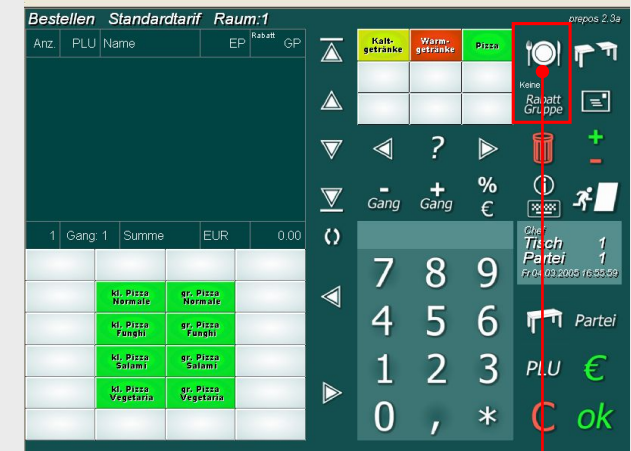 Bestellen Standardtarif Raum:1
prepos 2.3a
Anz. PLU Name EP Rabatt GP
Kalt-
getränke
Warm-
getränke
Pizza
Keine
Rabatt
Gruppe
?
+
-
-
Gang
+
Gang
%
€
1 Gang: 1 Summe EUR 0.00
Chef
Tisch 1
Partei 1
Fr 04.03.2005 16:55:59
kl. Pizza
Normale
gr. Pizza
Normale
kl. Pizza
Funghi
gr. Pizza
Funghi
kl. Pizza
Salami
gr. Pizza
Salami
kl. Pizza
Vegetaria
gr. Pizza
Vegetaria
7 8 9
4 5 6
Partei
1 2 3
PLU €
0 , *
C ok